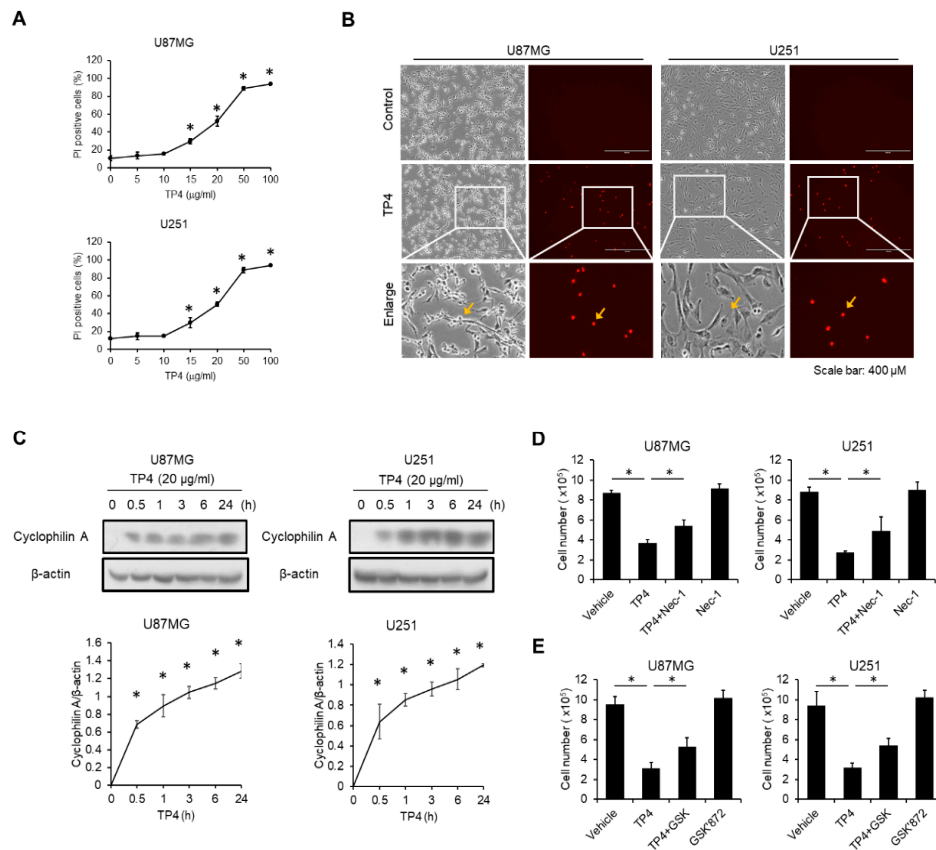 A
U87MG
PI positive cells (%)
120
100
80
60
40
20
0
*
*
*
*
0 5 10 15 20 50 100
TP4 (μg/ml)
U251
PI positive cells (%)
120
100
80
60
40
20
0
*
*
*
*
0 5 10 15 20 50 100
TP4 (μg/ml)
B
U87MG U251
Control
TP4
Enlarge
Scale bar: 400 μM
C
U87MG
TP4 (20 μg/ml)
0 0.5 1 3 6 24 (h)
Cyclophilin A
β-actin
U251
TP4 (20 μg/ml)
0 0.5 1 3 6 24 (h)
Cyclophilin A
β-actin
U87MG
Cyclophilin A/β-actin
1.6
1.4
1.2
1
0.8
0.6
0.4
0.2
0
* * * * *
0 0.5 1 3 6 24
TP4 (h)
U251
Cyclophilin A/β-actin
1.6
1.4
1.2
1
0.8
0.6
0.4
0.2
0
* * * * *
0 0.5 1 3 6 24
TP4 (h)
D
U87MG
Cell number ( x10⁵)
12
10
8
6
4
2
0
* *
Vehicle TP4 TP4+Nec-1 Nec-1
U251
Cell number ( x10⁵)
12
10
8
6
4
2
0
* *
Vehicle TP4 TP4+Nec-1 Nec-1
E
U87MG
Cell number ( x10⁵)
12
10
8
6
4
2
0
* *
Vehicle TP4 TP4+GSK GSK'872
U251
Cell number ( x10⁵)
12
10
8
6
4
2
0
* *
Vehicle TP4 TP4+GSK GSK'872